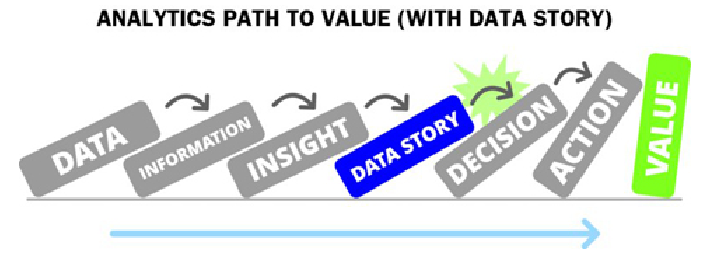 ANALYTICS PATH TO VALUE (WITH DATA STORY)
DATA
INFORMATION
INSIGHT
DATA STORY
DECISION
ACTION
VALUE